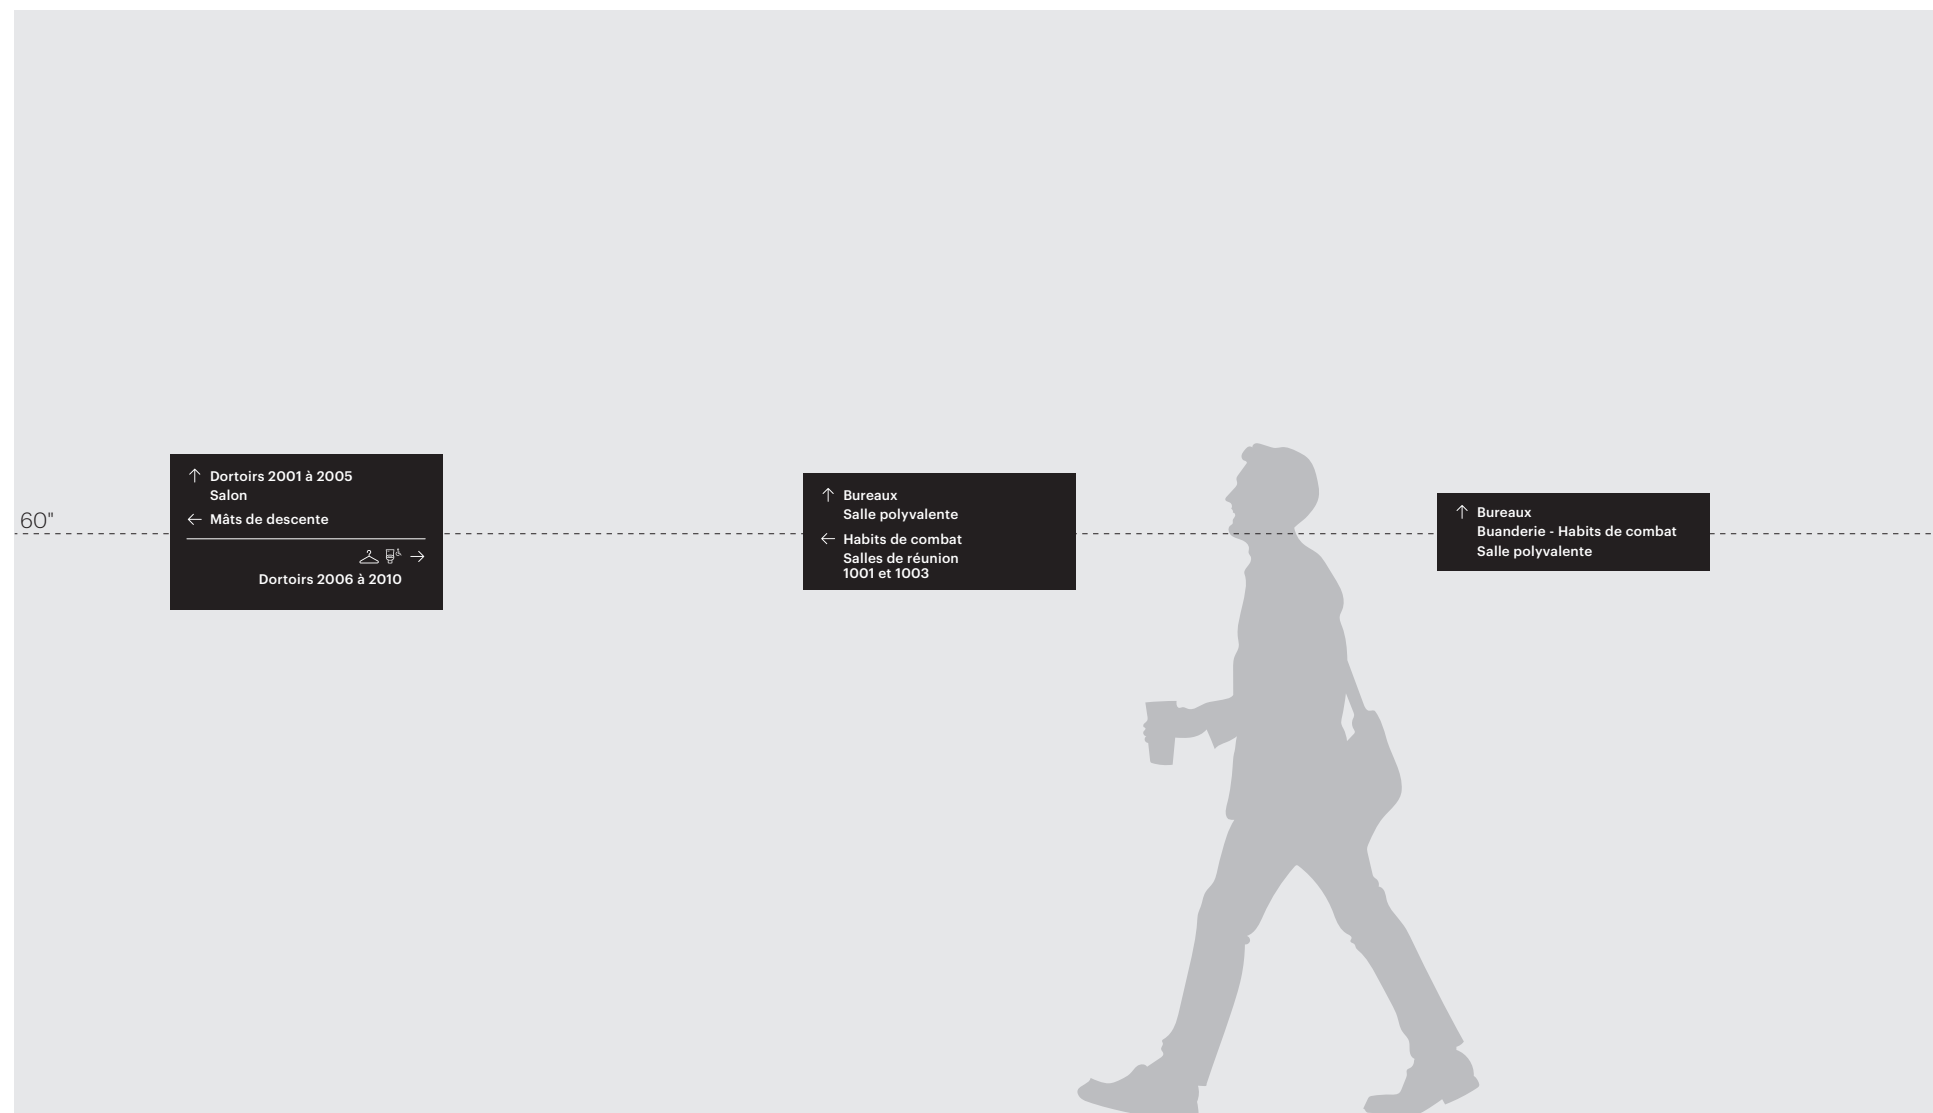 60"
Dortoirs 2001 à 2005
Salon
Mâts de descente
Dortoirs 2006 à 2010
Bureaux
Salle polyvalente
Habits de combat
Salles de réunion
1001 et 1003
Bureaux
Buanderie - Habits de combat
Salle polyvalente